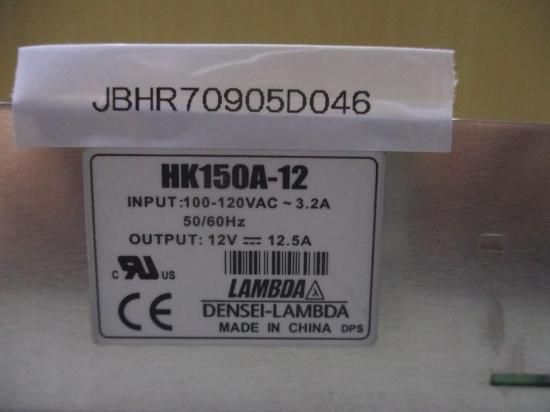 JBHR70905D046
HK150A-12
INPUT:100-120VAC ~ 3.2A
50/60Hz
OUTPUT: 12V ⎓ 12.5A
C RU US
LAMBDA
CE
DENSEI-LAMBDA
MADE IN CHINA DPS